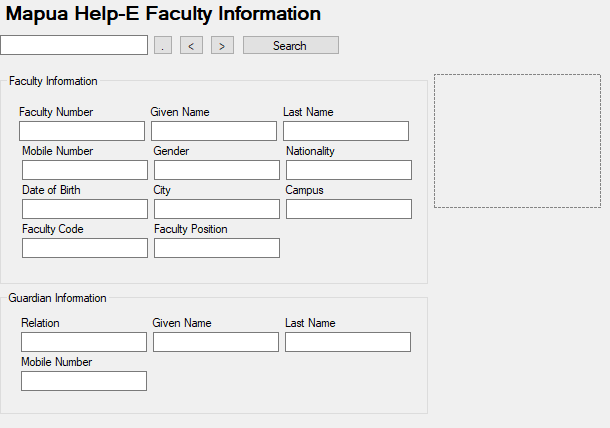 Mapua Help-E Faculty Information
. < > Search
Faculty Information
Faculty Number Given Name Last Name
Mobile Number Gender Nationality
Date of Birth City Campus
Faculty Code Faculty Position
Guardian Information
Relation Given Name Last Name
Mobile Number